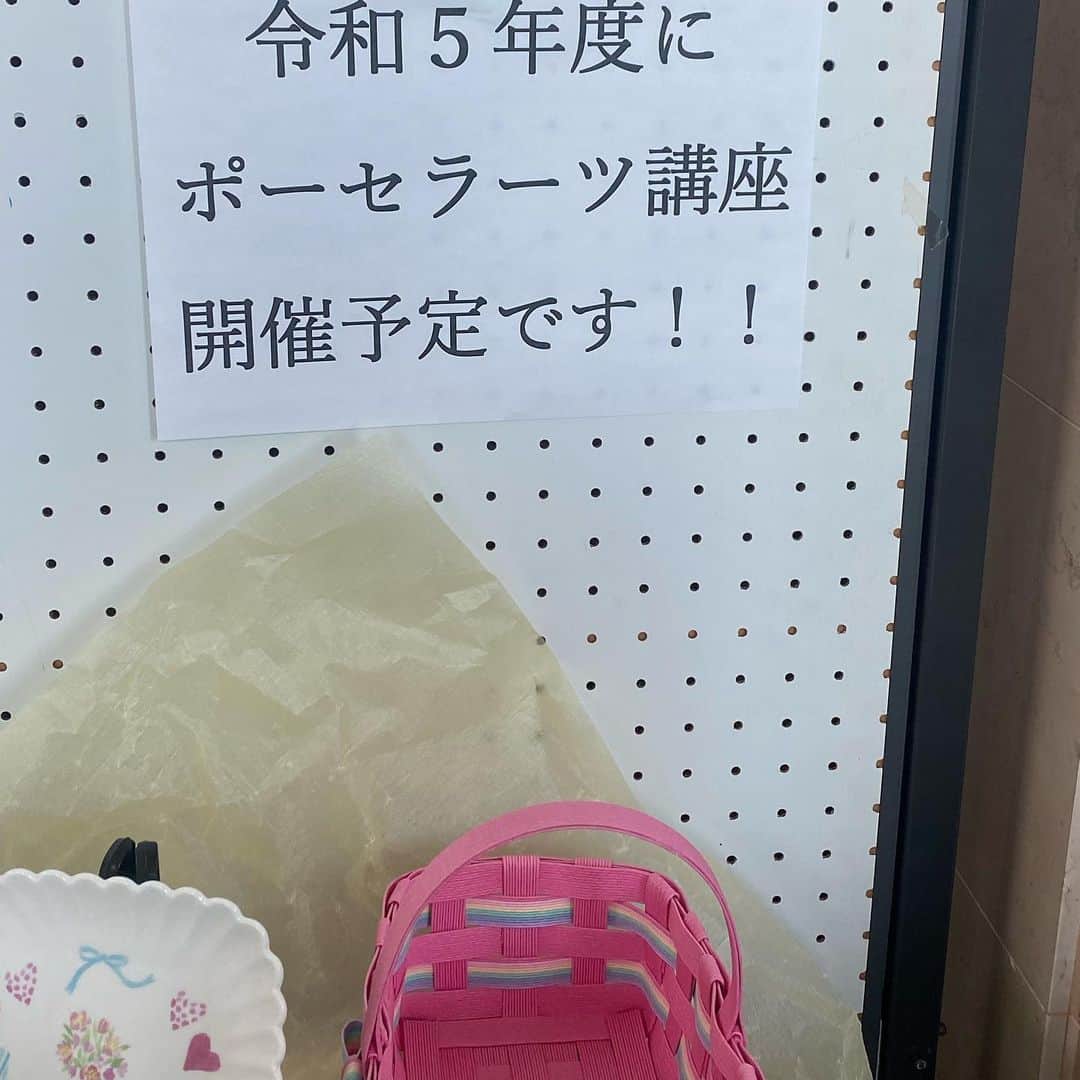 令和５年度に
ポーセラーツ講座
開催予定です！！